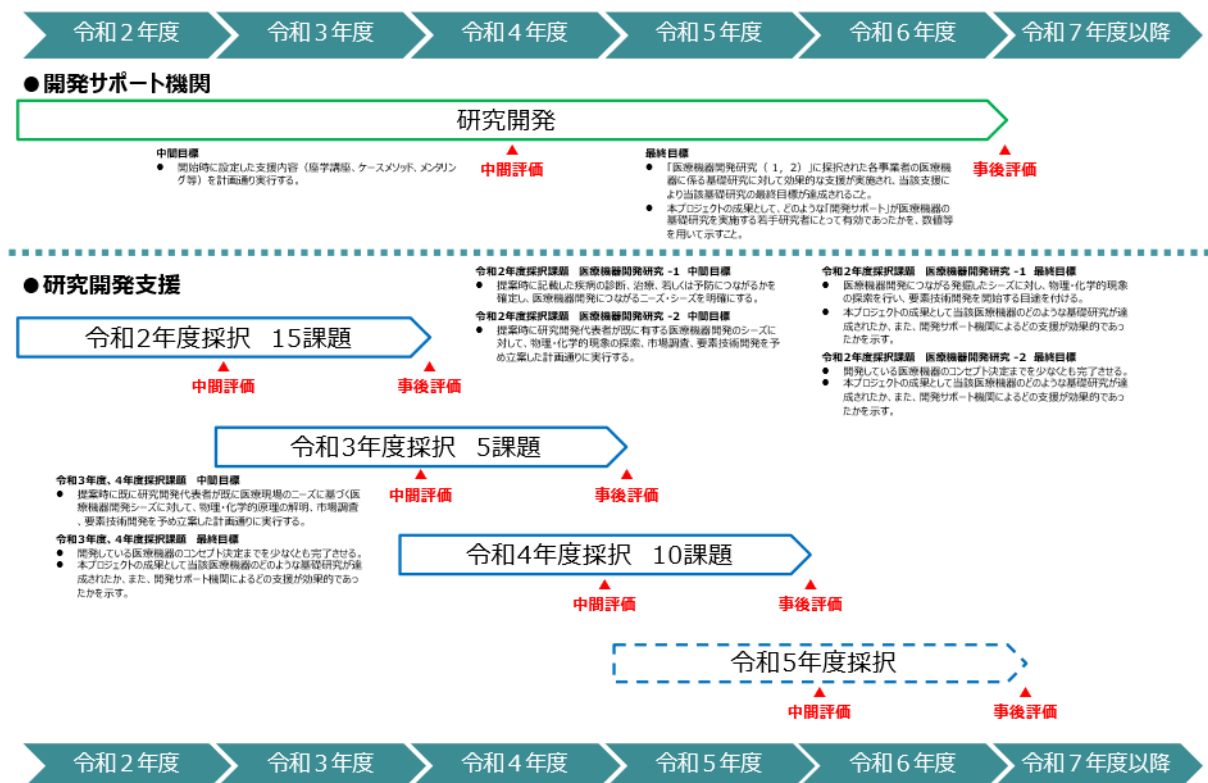 令和2年度 令和3年度 令和4年度 令和5年度 令和6年度 令和7年度以降
●開発サポート機関
研究開発
中間評価
事後評価
中間目標
● 開始時に設定した支援内容（座学講座、ケースメソッド、メンタリン
グ等）を計画通り実行する。
最終目標
● 「医療機器開発研究（1，2）」に採択された各事業者の医療機
器に係る基礎研究に対して効果的な支援が実施され、当該支援に
より当該基礎研究の最終目標が達成されること。
● 本プロジェクトの成果として、どのような「開発サポート」が医療機器の
基礎研究を実施する若手研究者にとって有効であったかを、数値等
を用いて示すこと。
●研究開発支援
令和2年度採択課題 医療機器開発研究-1 中間目標
● 提案時に記載した疾病の診断、治療、若しくは予防につながるかを
確定し、医療機器開発につながるニーズ・シーズを明確にする。
令和2年度採択課題 医療機器開発研究-2 中間目標
● 提案時に研究開発代表者が既に有する医療機器開発のシーズに
対して、物理・化学的現象の探索、市場調査、要素技術開発を予
め立案した計画通りに実行する。
令和2年度採択課題 医療機器開発研究-1 最終目標
● 医療機器開発につながる発掘したシーズに対し、物理・化学的現象
の探索を行い、要素技術開発を開始する目途を付ける。
● 本プロジェクトの成果として当該医療機器のどのような基礎研究が達
成されたか、また、開発サポート機関によるどの支援が効果的であっ
たかを示す。
令和2年度採択課題 医療機器開発研究-2 最終目標
● 開発している医療機器のコンセプト決定までを少なくとも完了させる。
● 本プロジェクトの成果として当該医療機器のどのような基礎研究が達
成されたか、また、開発サポート機関によるどの支援が効果的であっ
たかを示す。
令和2年度採択 15課題
中間評価
事後評価
令和3年度採択 5課題
中間評価
事後評価
令和3年度、4年度採択課題 中間目標
● 提案時に既に研究開発代表者が既に医療現場のニーズに基づく医
療機器開発シーズに対して、物理・化学的原理の解明、市場調査
、要素技術開発を予め立案した計画通りに実行する。
令和3年度、4年度採択課題 最終目標
● 開発している医療機器のコンセプト決定までを少なくとも完了させる。
● 本プロジェクトの成果として当該医療機器のどのような基礎研究が達
成されたか、また、開発サポート機関によるどの支援が効果的であっ
たかを示す。
令和4年度採択 10課題
中間評価
事後評価
令和5年度採択
中間評価
事後評価
令和2年度 令和3年度 令和4年度 令和5年度 令和6年度 令和7年度以降